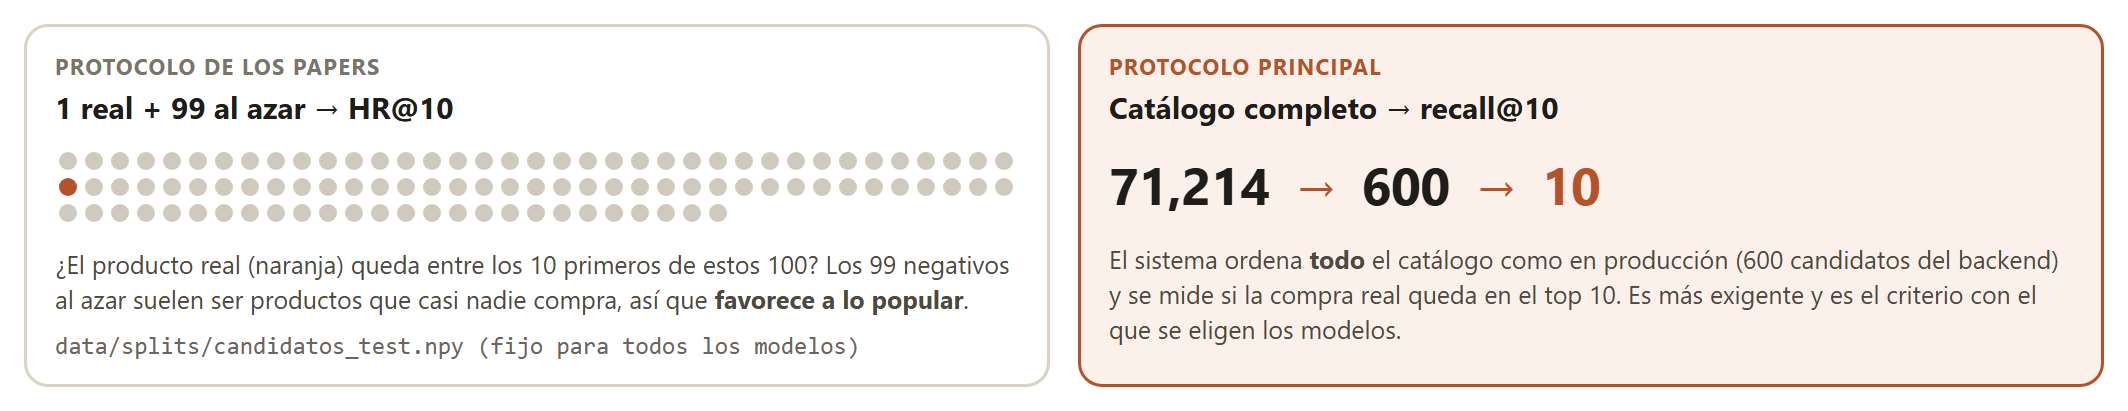 PROTOCOLO DE LOS PAPERS
1 real + 99 al azar → HR@10
¿El producto real (naranja) queda entre los 10 primeros de estos 100? Los 99 negativos
al azar suelen ser productos que casi nadie compra, así que favorece a lo popular.
data/splits/candidatos_test.npy (fijo para todos los modelos)
PROTOCOLO PRINCIPAL
Catálogo completo → recall@10
71,214 → 600 → 10
El sistema ordena todo el catálogo como en producción (600 candidatos del backend)
y se mide si la compra real queda en el top 10. Es más exigente y es el criterio con el
que se eligen los modelos.